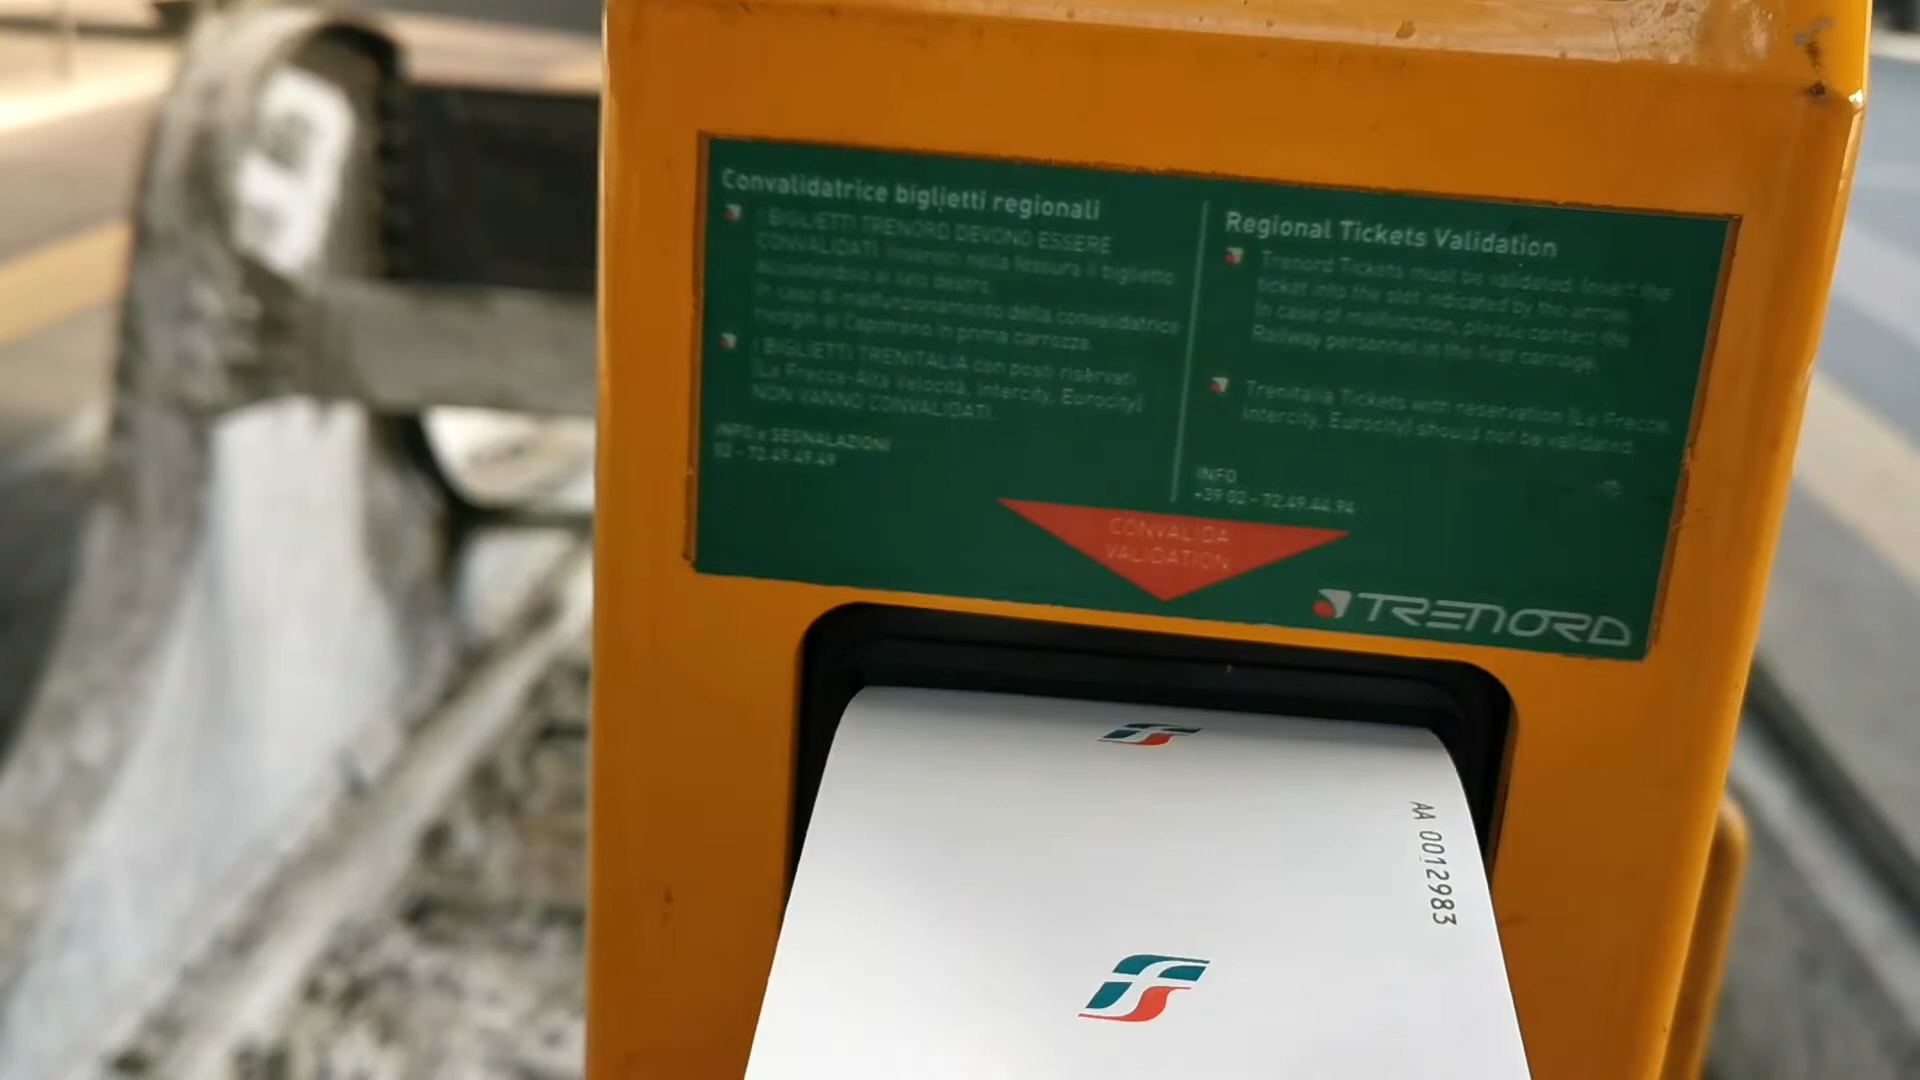 Convalidatrice biglietti regionali
I BIGLIETTI TRENORD DEVONO ESSERE
CONVALIDATI. Inserisci nella fessura il biglietto
accostandolo al lato destro.
In caso di malfunzionamento della convalidatrice
rivolgiti al Capotreno in prima carrozza.
I BIGLIETTI TRENITALIA con posti riservati
(Le Frecce-Alta Velocità, Intercity, Eurocity)
NON VANNO CONVALIDATI.
INFO e SEGNALAZIONI
02 - 72.49.49.49
Regional Tickets Validation
Trenord Tickets must be validated. Insert the
ticket into the slot indicated by the arrow.
In case of malfunction, please contact the
Railway personnel in the first carriage.
Trenitalia Tickets with reservation (Le Frecce
Intercity, Eurocity) should not be validated.
INFO
+39 02 - 72.49.44.94
CONVALIDA
VALIDATION
TRENORD
AA 0012983